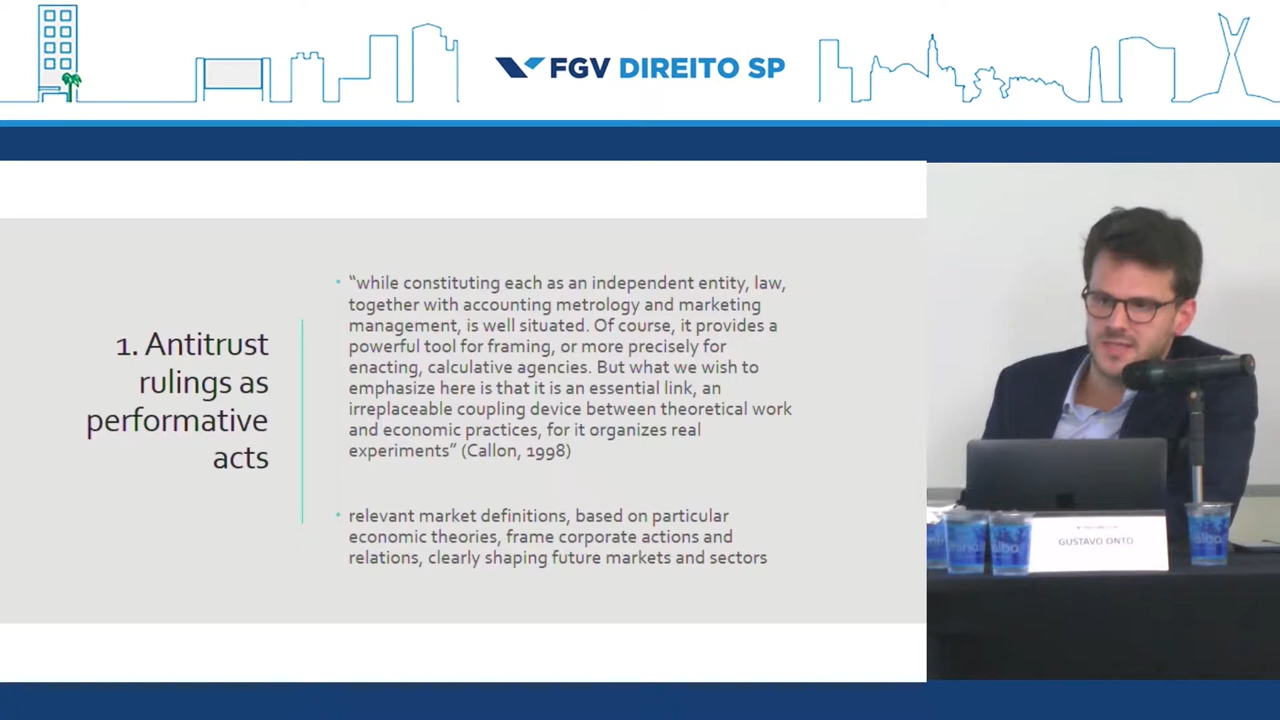 FGV DIREITO SP
1. Antitrust
rulings as
performative
acts
• “while constituting each as an independent entity, law,
together with accounting metrology and marketing
management, is well situated. Of course, it provides a
powerful tool for framing, or more precisely for
enacting, calculative agencies. But what we wish to
emphasize here is that it is an essential link, an
irreplaceable coupling device between theoretical work
and economic practices, for it organizes real
experiments” (Callon, 1998)
• relevant market definitions, based on particular
economic theories, frame corporate actions and
relations, clearly shaping future markets and sectors
GUSTAVO ONTO